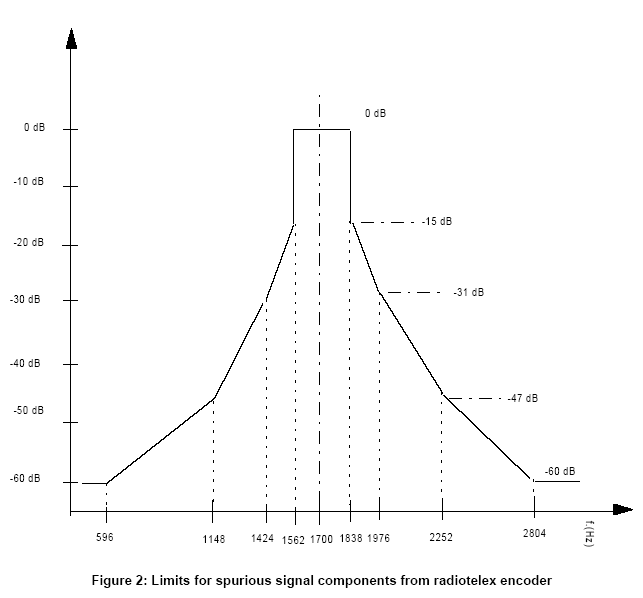 0 dB
0 dB
-10 dB
-15 dB
-20 dB
-31 dB
-30 dB
-40 dB
-47 dB
-50 dB
-60 dB
-60 dB
596
1148
1424
1562
1700
1838
1976
2252
2804
f,(Hz)
Figure 2: Limits for spurious signal components from radiotelex encoder